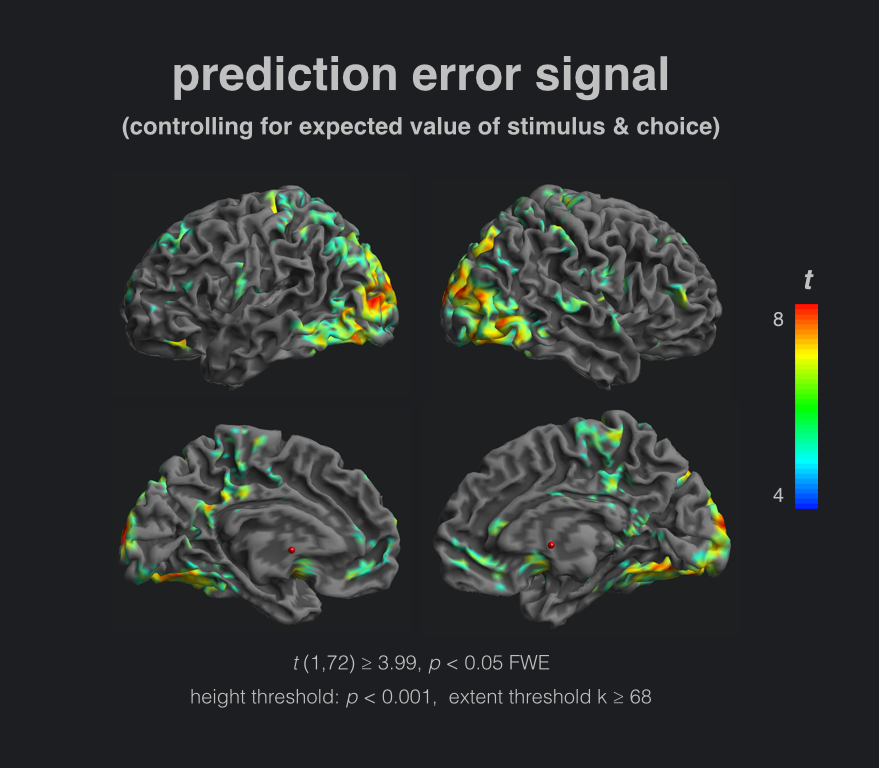 prediction error signal
(controlling for expected value of stimulus & choice)
t
8
4
t (1,72) ≥ 3.99, p < 0.05 FWE
height threshold: p < 0.001, extent threshold k ≥ 68